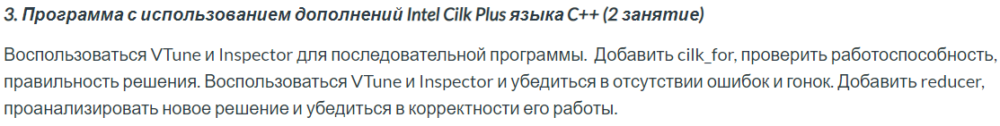 3. Программа с использованием дополнений Intel Cilk Plus языка C++ (2 занятие)
Воспользоваться VTune и Inspector для последовательной программы. Добавить cilk_for, проверить работоспособность,
правильность решения. Воспользоваться VTune и Inspector и убедиться в отсутствии ошибок и гонок. Добавить reducer,
проанализировать новое решение и убедиться в корректности его работы.